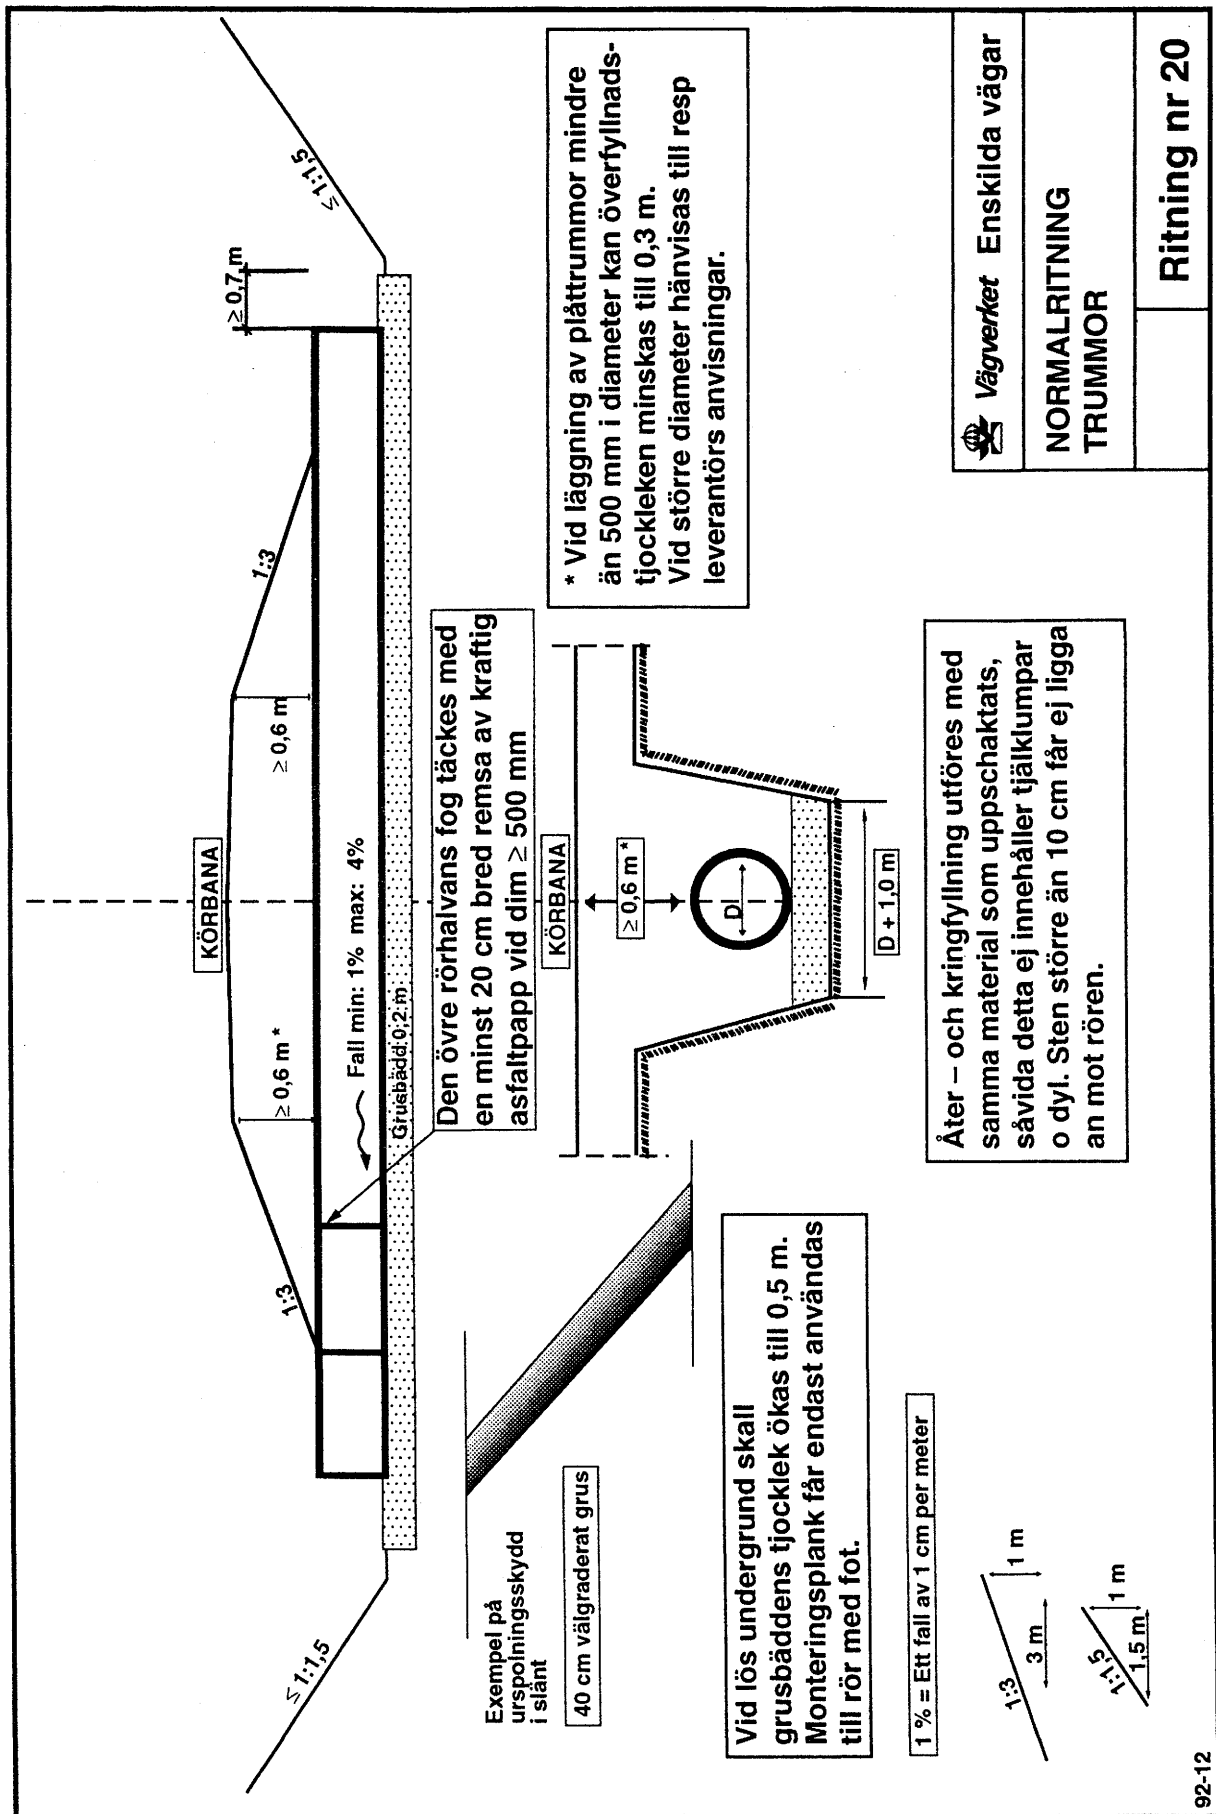 ≤ 1:1,5
1:3
≥ 0,6 m *
KÖRBANA
≥ 0,6 m
1:3
≥ 0,7 m
≤ 1:1,5
Fall min: 1% max: 4%
Grusbädd 0,2 m
Den övre rörhalvans fog täckes med
en minst 20 cm bred remsa av kraftig
asfaltpapp vid dim ≥ 500 mm
Exempel på
urspolningsskydd
i slänt
40 cm välgraderat grus
KÖRBANA
≥ 0,6 m *
D
D + 1,0 m
* Vid läggning av plåttrummor mindre
än 500 mm i diameter kan överfyllnads-
tjockleken minskas till 0,3 m.
Vid större diameter hänvisas till resp
leverantörs anvisningar.
Vid lös undergrund skall
grusbäddens tjocklek ökas till 0,5 m.
Monteringsplank får endast användas
till rör med fot.
1 % = Ett fall av 1 cm per meter
1:3
3 m
1 m
1:1,5
1,5 m
1 m
Åter – och kringfyllning utföres med
samma material som uppschaktats,
såvida detta ej innehåller tjälklumpar
o dyl. Sten större än 10 cm får ej ligga
an mot rören.
Vägverket Enskilda vägar
NORMALRITNING
TRUMMOR
Ritning nr 20
92-12